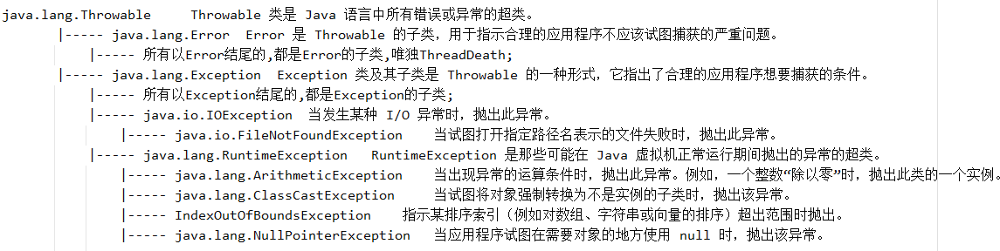 java.lang.Throwable     Throwable 类是 Java 语言中所有错误或异常的超类。
|----- java.lang.Error  Error 是 Throwable 的子类，用于指示合理的应用程序不应该试图捕获的严重问题。
|----- 所有以Error结尾的,都是Error的子类,唯独ThreadDeath;
|----- java.lang.Exception  Exception 类及其子类是 Throwable 的一种形式，它指出了合理的应用程序想要捕获的条件。
|----- 所有以Exception结尾的,都是Exception的子类;
|----- java.io.IOException  当发生某种 I/O 异常时，抛出此异常。
|----- java.io.FileNotFoundException    当试图打开指定路径名表示的文件失败时，抛出此异常。
|----- java.lang.RuntimeException   RuntimeException 是那些可能在 Java 虚拟机正常运行期间抛出的异常的超类。
|----- java.lang.ArithmeticException    当出现异常的运算条件时，抛出此异常。例如，一个整数“除以零”时，抛出此类的一个实例。
|----- java.lang.ClassCastException     当试图将对象强制转换为不是实例的子类时，抛出该异常。
|----- IndexOutOfBoundsException    指示某排序索引（例如对数组、字符串或向量的排序）超出范围时抛出。
|----- java.lang.NullPointerException   当应用程序试图在需要对象的地方使用 null 时，抛出该异常。